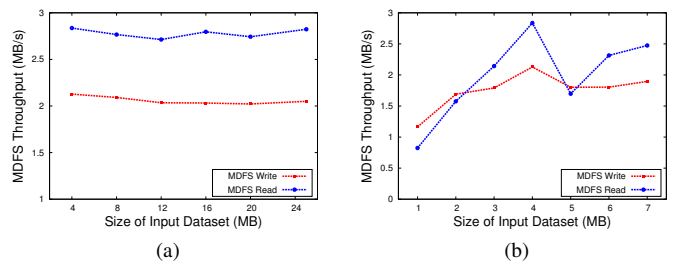 3
2.5
2
1.5
1
MDFS Throughput (MB/s)
4 8 12 16 20 24
Size of Input Dataset (MB)
MDFS Write
MDFS Read
(a)
3
2.5
2
1.5
1
0.5
0
MDFS Throughput (MB/s)
1 2 3 4 5 6 7
Size of Input Dataset (MB)
MDFS Write
MDFS Read
(b)